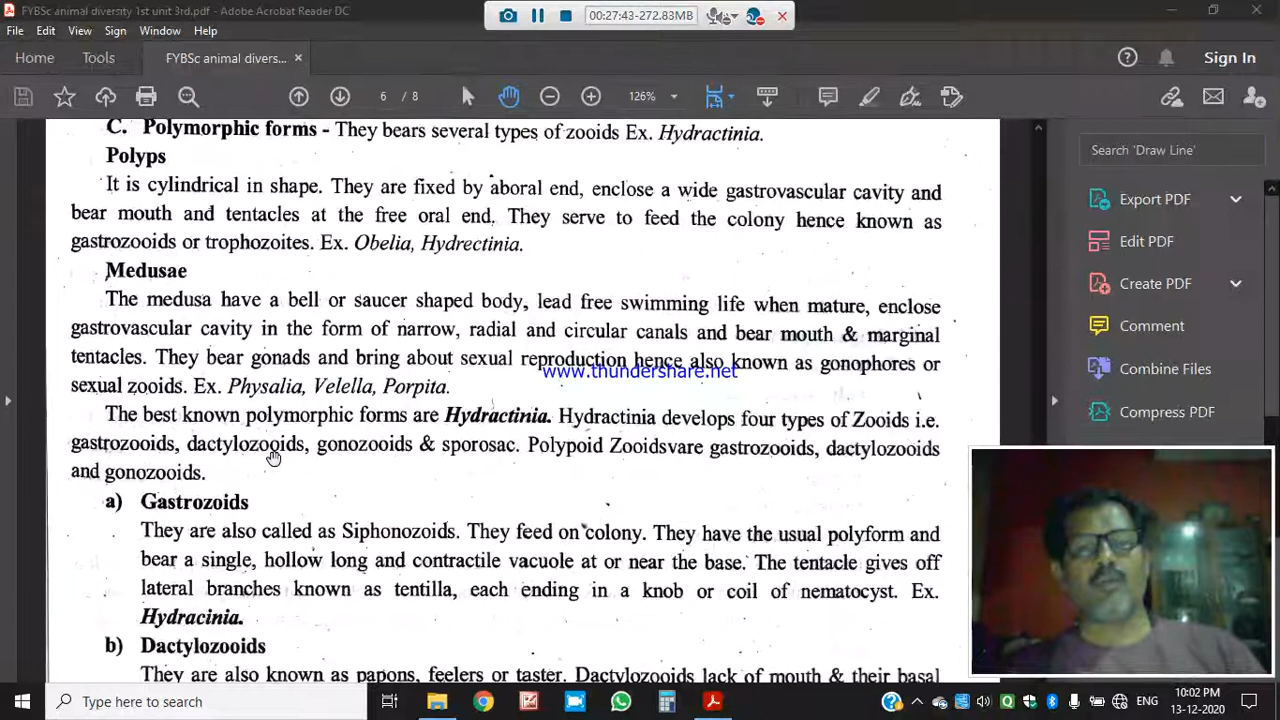 FYBSc animal diversity 1st unit 3rd.pdf - Adobe Acrobat Reader DC
00:27:43-272.83MB
File Edit View Sign Window Help
Home Tools FYBSc animal divers... Sign In
6 / 8 126%
C. Polymorphic forms - They bears several types of zooids Ex. Hydractinia.
Polyps
It is cylindrical in shape. They are fixed by aboral end, enclose a wide gastrovascular cavity and
bear mouth and tentacles at the free oral end. They serve to feed the colony hence known as
gastrozooids or trophozoites. Ex. Obelia, Hydrectinia.
Medusae
The medusa have a bell or saucer shaped body, lead free swimming life when mature, enclose
gastrovascular cavity in the form of narrow, radial and circular canals and bear mouth & marginal
tentacles. They bear gonads and bring about sexual reproduction hence also known as gonophores or
www.thundershare.net
sexual zooids. Ex. Physalia, Velella, Porpita.
The best known polymorphic forms are Hydractinia. Hydractinia develops four types of Zooids i.e.
gastrozooids, dactylozooids, gonozooids & sporosac. Polypoid Zooidsvare gastrozooids, dactylozooids
and gonozooids.
a) Gastrozoids
They are also called as Siphonozoids. They feed on colony. They have the usual polyform and
bear a single, hollow long and contractile vacuole at or near the base. The tentacle gives off
lateral branches known as tentilla, each ending in a knob or coil of nematocyst. Ex.
Hydracinia.
b) Dactylozooids
They are also known as papons, feelers or taster. Dactylozooids lack of mouth & their basal
Search 'Draw Line'
Export PDF
Edit PDF
Create PDF
Comment
Combine Files
Compress PDF
Type here to search
ENG
10:02 PM
13-12-2020